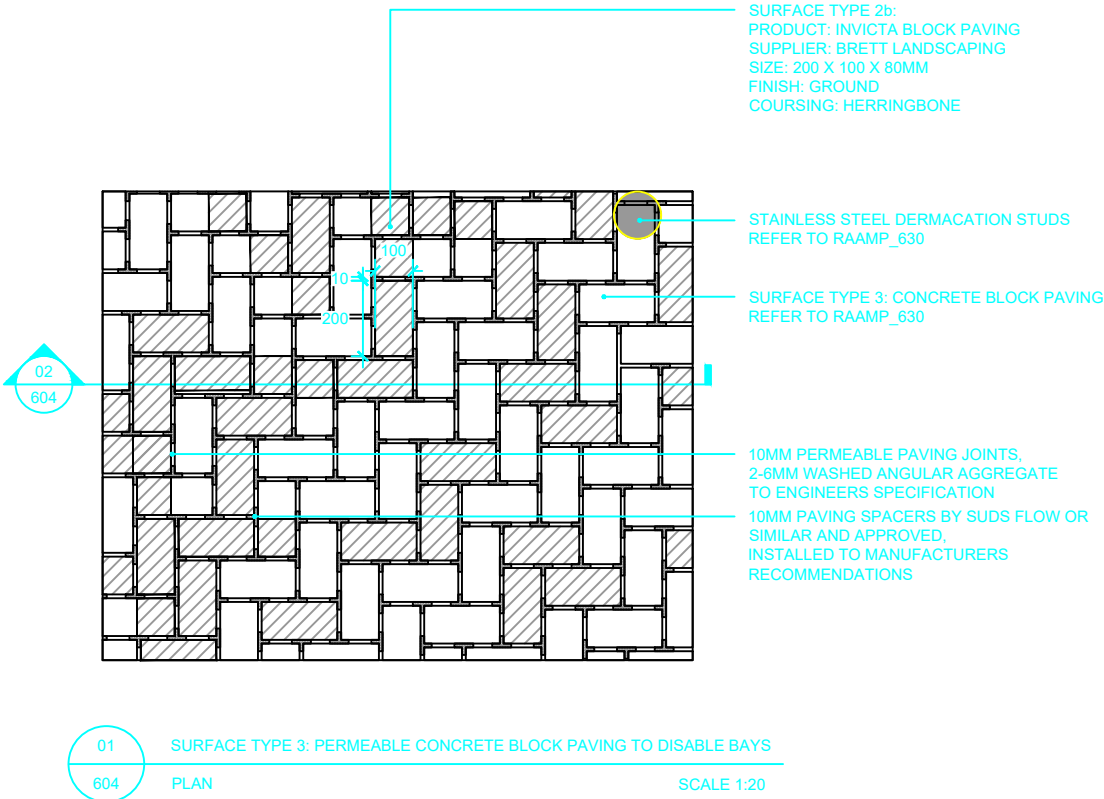 SURFACE TYPE 2b:
PRODUCT: INVICTA BLOCK PAVING
SUPPLIER: BRETT LANDSCAPING
SIZE: 200 X 100 X 80MM
FINISH: GROUND
COURSING: HERRINGBONE
STAINLESS STEEL DERMACATION STUDS
REFER TO RAAMP_630
100
10
200
SURFACE TYPE 3: CONCRETE BLOCK PAVING
REFER TO RAAMP_630
02
604
10MM PERMEABLE PAVING JOINTS,
2-6MM WASHED ANGULAR AGGREGATE
TO ENGINEERS SPECIFICATION
10MM PAVING SPACERS BY SUDS FLOW OR
SIMILAR AND APPROVED,
INSTALLED TO MANUFACTURERS
RECOMMENDATIONS
01
SURFACE TYPE 3: PERMEABLE CONCRETE BLOCK PAVING TO DISABLE BAYS
604
PLAN
SCALE 1:20